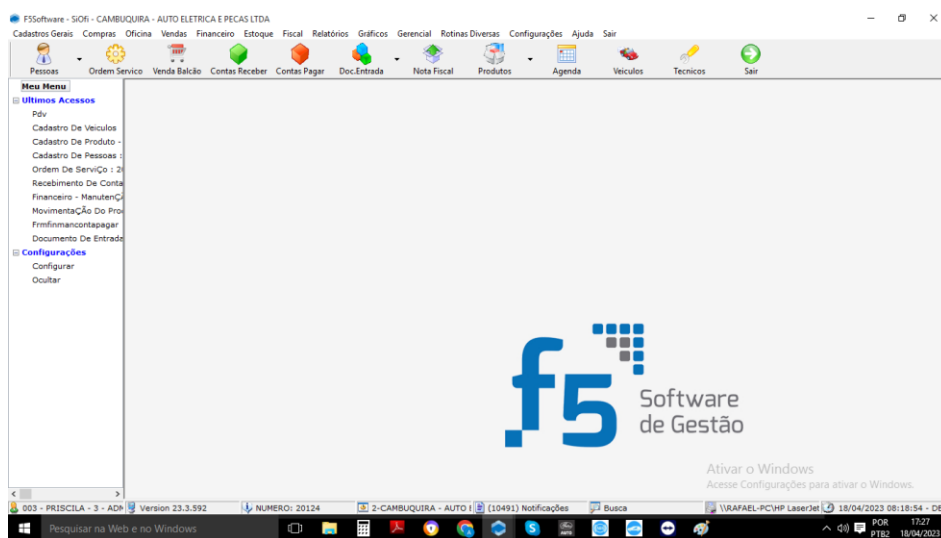 F5Software - SiOfi - CAMBUQUIRA - AUTO ELETRICA E PECAS LTDA
Cadastros Gerais Compras Oficina Vendas Financeiro Estoque Fiscal Relatórios Gráficos Gerencial Rotinas Diversas Configurações Ajuda Sair
Pessoas Ordem Servico Venda Balcão Contas Receber Contas Pagar Doc.Entrada Nota Fiscal Produtos Agenda Veiculos Tecnicos Sair
Meu Menu
Ultimos Acessos
Pdv
Cadastro De Veiculos
Cadastro De Produto -
Cadastro De Pessoas :
Ordem De ServiÇo : 20
Recebimento De Conta
Financeiro - ManutenÇ
MovimentaÇÃo Do Pro
Frmfinmancontapagar
Documento De Entrada
Configurações
Configurar
Ocultar
f5
Software
de Gestão
Ativar o Windows
Acesse Configurações para ativar o Windows.
003 - PRISCILA - 3 - ADM Version 23.3.592 NUMERO: 20124 2-CAMBUQUIRA - AUTO (10491) Notificações Busca \\RAFAEL-PC\HP LaserJet 18/04/2023 08:18:54 - DE
Pesquisar na Web e no Windows POR 17:27
PTB2 18/04/2023